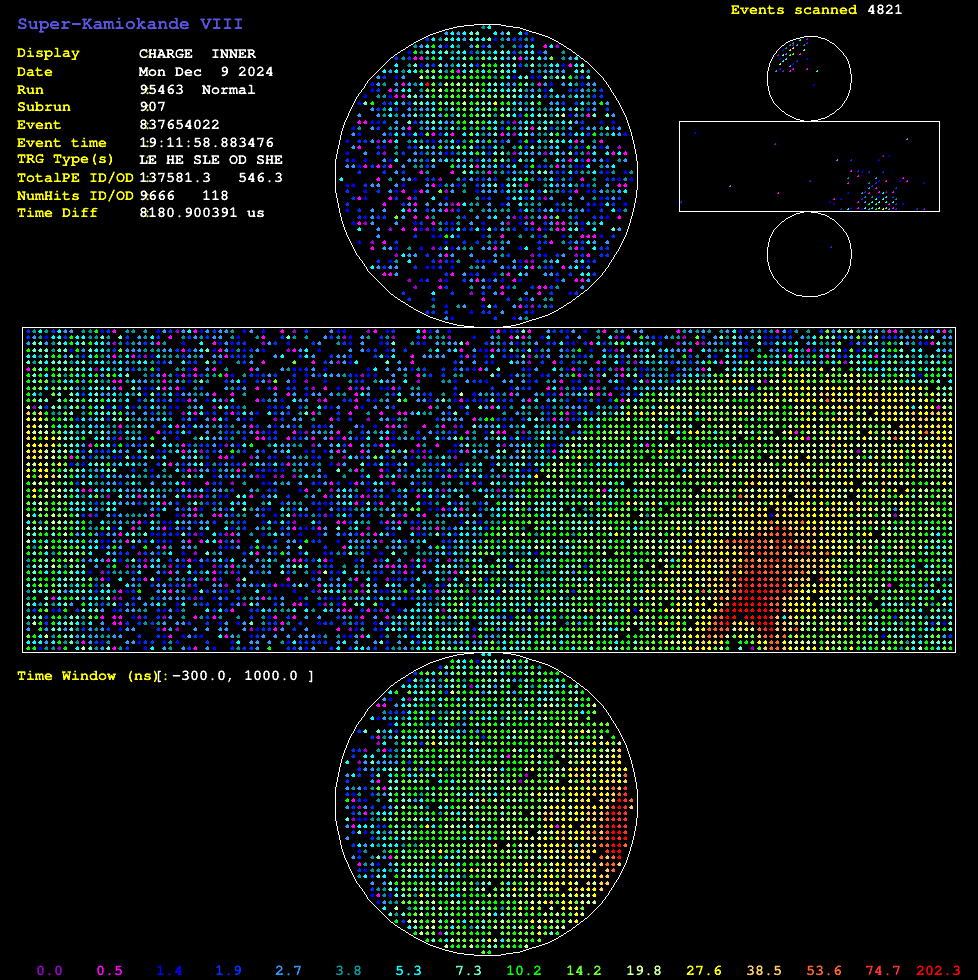 Events scanned 4821
Super-Kamiokande VIII
Display CHARGE INNER
Date Mon Dec 9 2024
Run 95463 Normal
Subrun 907
Event 837654022
Event time 19:11:58.883476
TRG Type(s) LE HE SLE OD SHE
TotalPE ID/OD 137581.3 546.3
NumHits ID/OD 9666 118
Time Diff 8180.900391 us
Time Window (ns)[:-300.0, 1000.0 ]
0.0 0.5 1.4 1.9 2.7 3.8 5.3 7.3 10.2 14.2 19.8 27.6 38.5 53.6 74.7 202.3